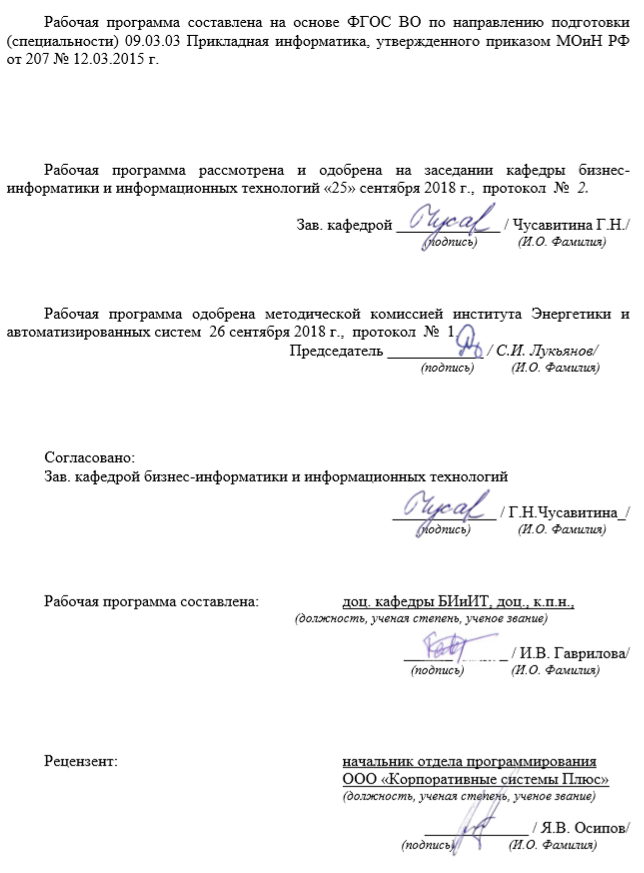 Рабочая программа составлена на основе ФГОС ВО по направлению подготовки
(специальности) 09.03.03 Прикладная информатика, утвержденного приказом МОиН РФ
от 207 № 12.03.2015 г.
Рабочая программа рассмотрена и одобрена на заседании кафедры бизнес-
информатики и информационных технологий «25» сентября 2018 г., протокол № 2.
Зав. кафедрой Чусав / Чусавитина Г.Н./
(подпись) (И.О. Фамилия)
Рабочая программа одобрена методической комиссией института Энергетики и
автоматизированных систем 26 сентября 2018 г., протокол № 1.
Председатель ____________ / С.И. Лукьянов/
(подпись) (И.О. Фамилия)
Согласовано:
Зав. кафедрой бизнес-информатики и информационных технологий
Чусав / Г.Н.Чусавитина_/
(подпись) (И.О. Фамилия)
Рабочая программа составлена: доц. кафедры БИиИТ, доц., к.п.н.,
(должность, ученая степень, ученое звание)
/ И.В. Гаврилова/
(подпись) (И.О. Фамилия)
Рецензент: начальник отдела программирования
ООО «Корпоративные системы Плюс»
(должность, ученая степень, ученое звание)
_____________ / Я.В. Осипов/
(подпись) (И.О. Фамилия)